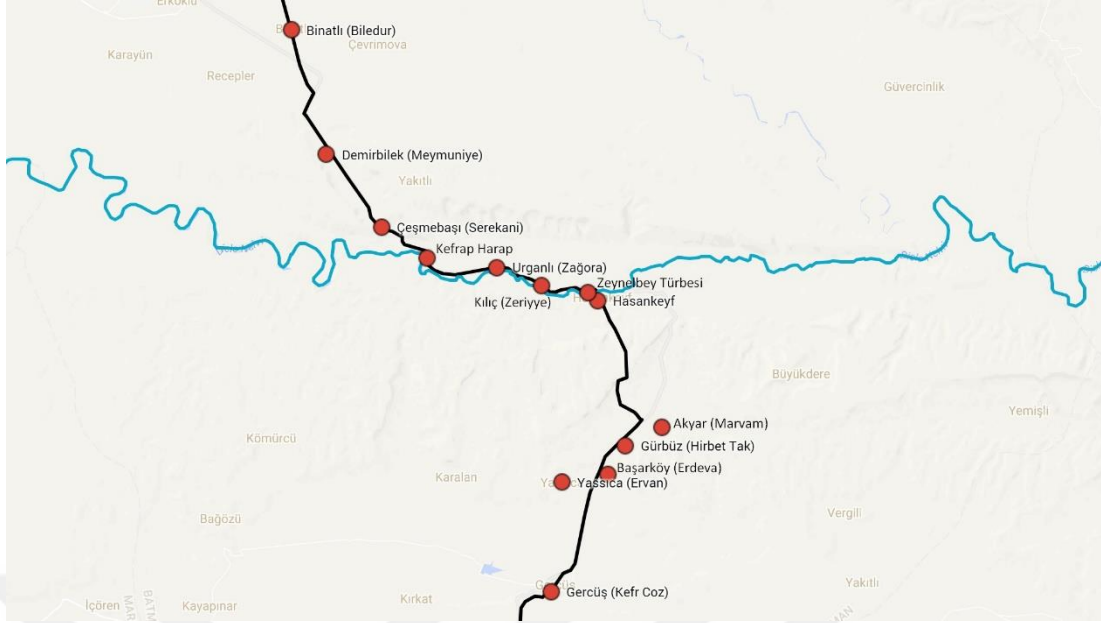 Erköklü
Binatlı (Biledur)
Çevrimova
Karayün
Recepler
Güvercinlik
Demirbilek (Meymuniye)
Yakıtlı
Çeşmebaşı (Serekani)
Kefrap Harap
Urganlı (Zağora)
Zeynelbey Türbesi
Kılıç (Zeriyye)
Hasankeyf
Büyükdere
Yemişli
Akyar (Marvam)
Kömürcü
Gürbüz (Hirbet Tak)
Başarköy (Erdeva)
Karalan
Yassica (Ervan)
Bağözü
Vergili
Gercüş (Kefr Coz)
Yakıtlı
İçören
Kayapınar
Kırkat